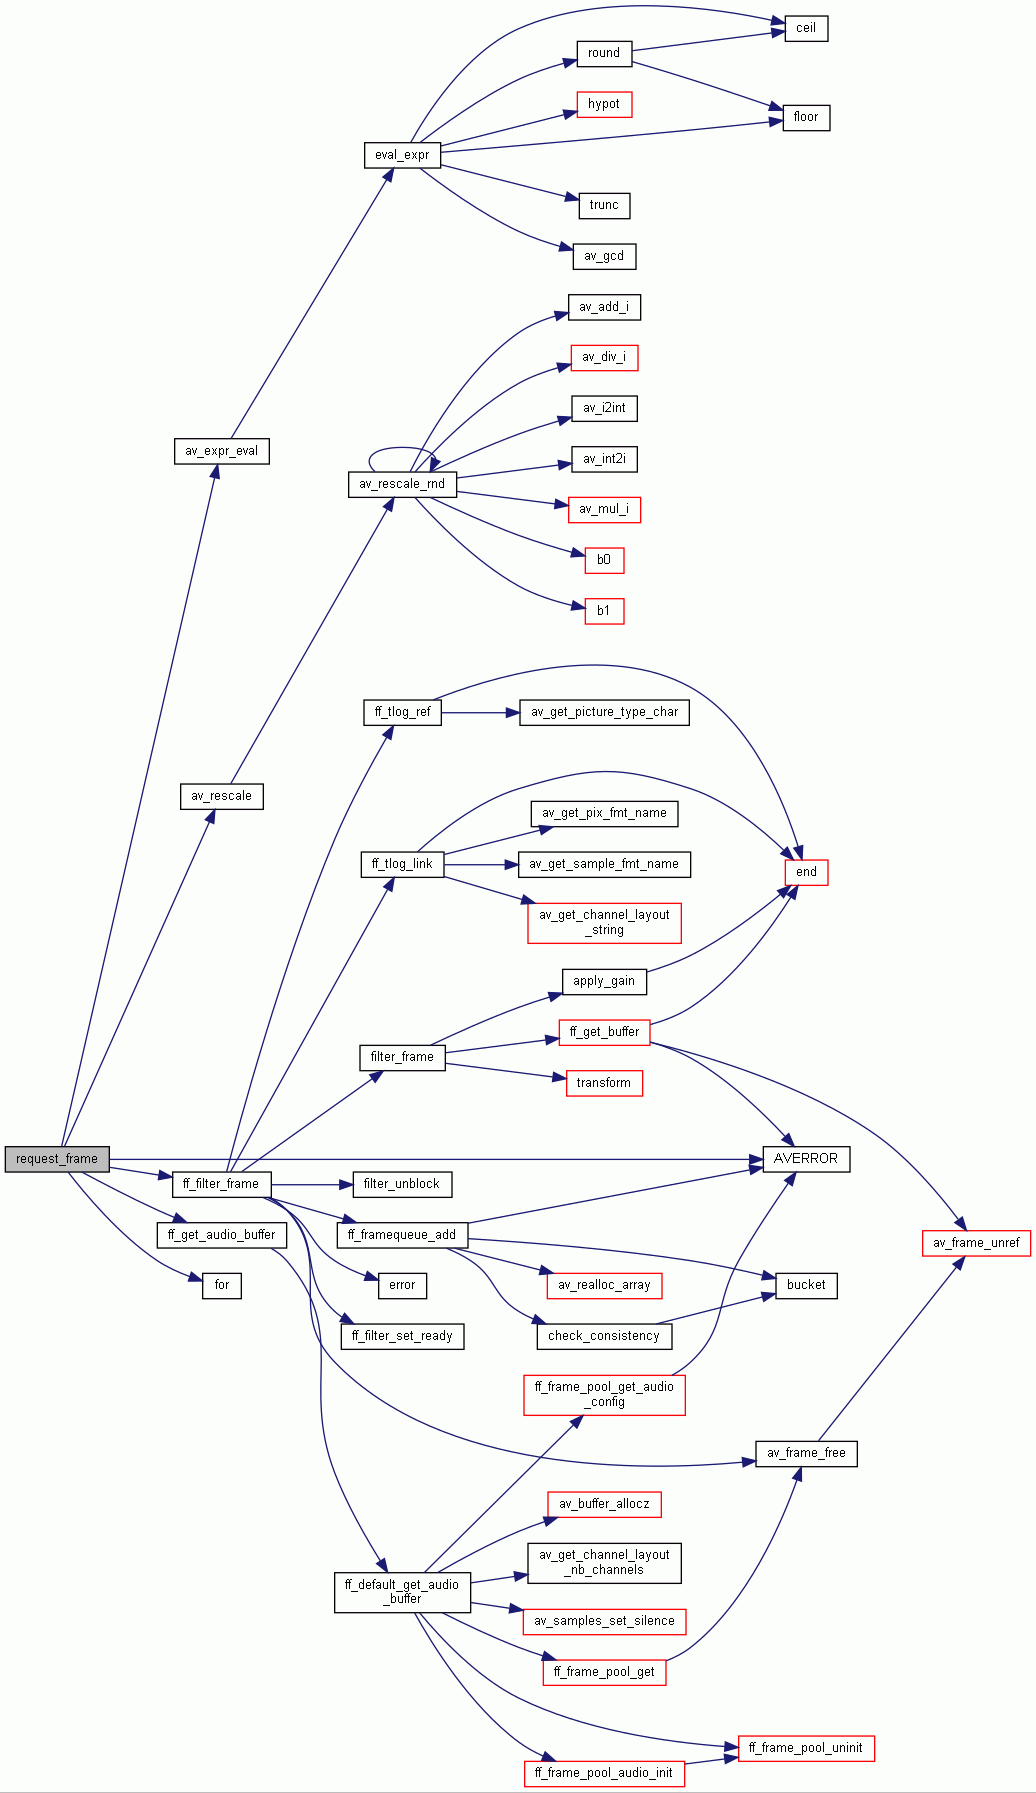 ceil
round
hypot
floor
eval_expr
trunc
av_gcd
av_add_i
av_div_i
av_i2int
av_expr_eval
av_int2i
av_rescale_rnd
av_mul_i
b0
b1
ff_tlog_ref
av_get_picture_type_char
av_rescale
av_get_pix_fmt_name
ff_tlog_link
av_get_sample_fmt_name
end
av_get_channel_layout
_string
apply_gain
ff_get_buffer
filter_frame
transform
request_frame
AVERROR
ff_filter_frame
filter_unblock
ff_get_audio_buffer
ff_framequeue_add
av_frame_unref
for
error
av_realloc_array
bucket
ff_filter_set_ready
check_consistency
ff_frame_pool_get_audio
_config
av_frame_free
av_buffer_allocz
av_get_channel_layout
_nb_channels
ff_default_get_audio
_buffer
av_samples_set_silence
ff_frame_pool_get
ff_frame_pool_uninit
ff_frame_pool_audio_init